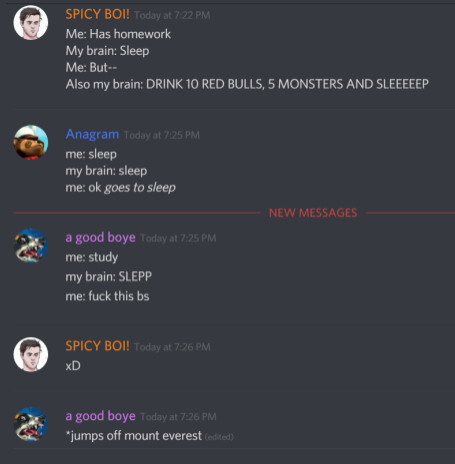 SPICY BOI! Today at 7:22 PM
Me: Has homework
My brain: Sleep
Me: But--
Also my brain: DRINK 10 RED BULLS, 5 MONSTERS AND SLEEEEEP
Anagram Today at 7:25 PM
me: sleep
my brain: sleep
me: ok goes to sleep
NEW MESSAGES
a good boye Today at 7:25 PM
me: study
my brain: SLEPP
me: fuck this bs
SPICY BOI! Today at 7:26 PM
xD
a good boye Today at 7:26 PM
*jumps off mount everest (edited)